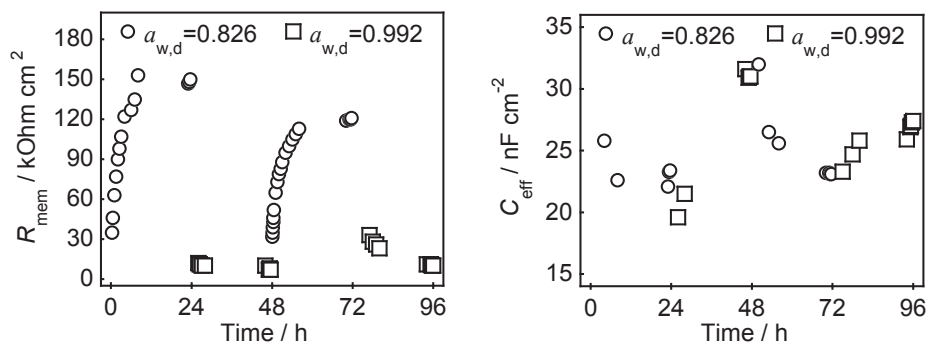 180
150
120
90
60
30
0
R_mem / kOhm cm²
a_w,d=0.826 a_w,d=0.992
0 24 48 72 96
Time / h
35
30
25
20
15
C_eff / nF cm⁻²
a_w,d=0.826 a_w,d=0.992
0 24 48 72 96
Time / h